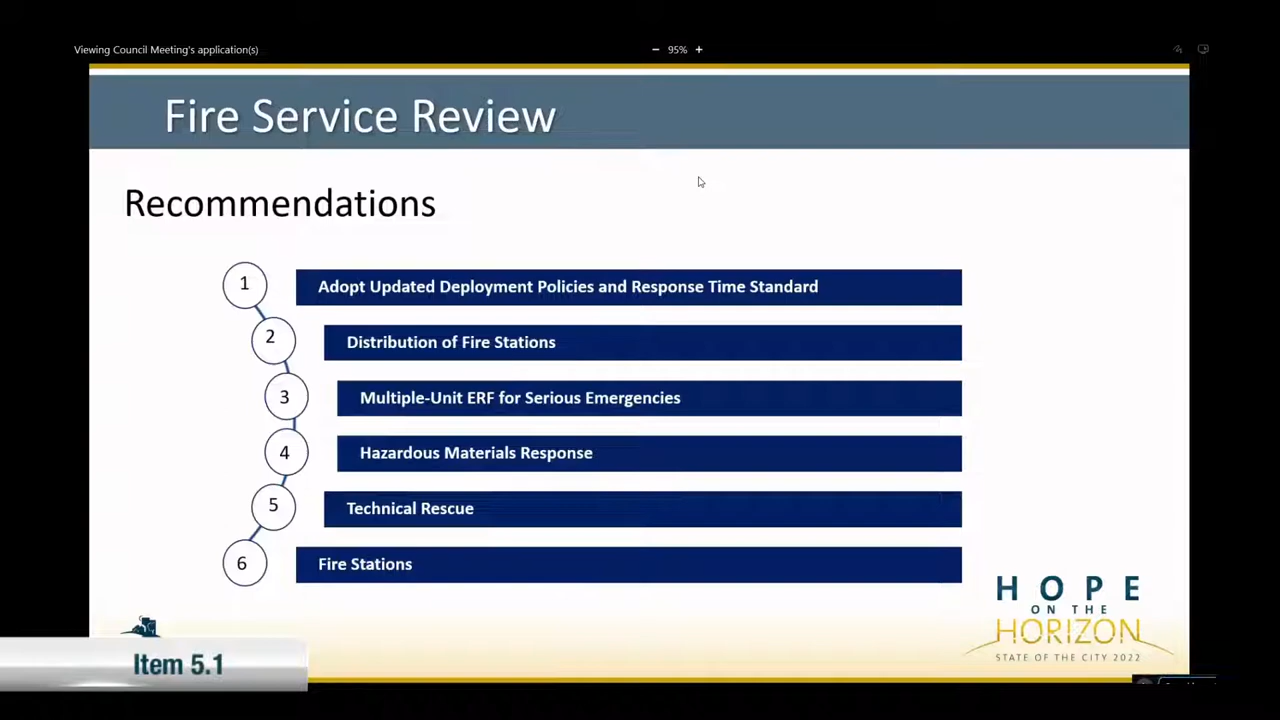 Viewing Council Meeting's application(s)
− 95% +
Fire Service Review
Recommendations
1 Adopt Updated Deployment Policies and Response Time Standard
2 Distribution of Fire Stations
3 Multiple-Unit ERF for Serious Emergencies
4 Hazardous Materials Response
5 Technical Rescue
6 Fire Stations
HOPE
ON THE
HORIZON
STATE OF THE CITY 2022
Item 5.1